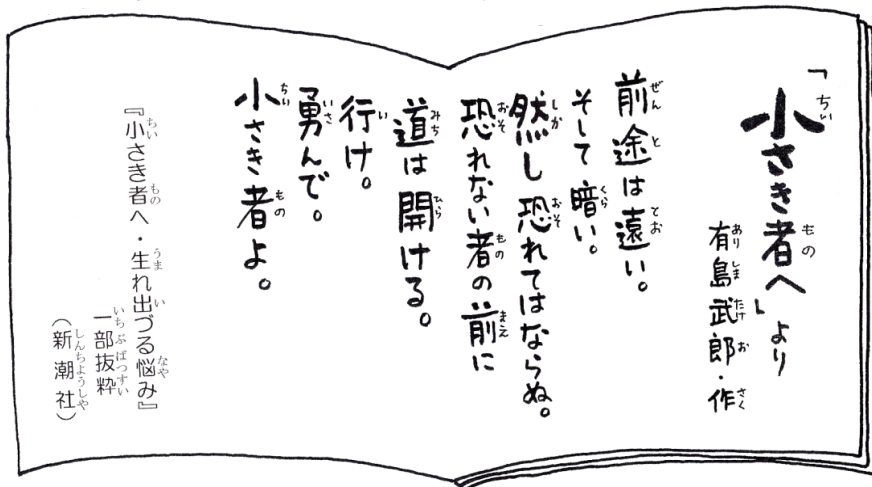 「小さき者へ」より
有島武郎・作
前途は遠い。
そして暗い。
然し恐れてはならぬ。
恐れない者の前に
道は開ける。
行け。
勇んで。
小さき者よ。
『小さき者へ・生れ出づる悩み』
一部抜粋
（新潮社）